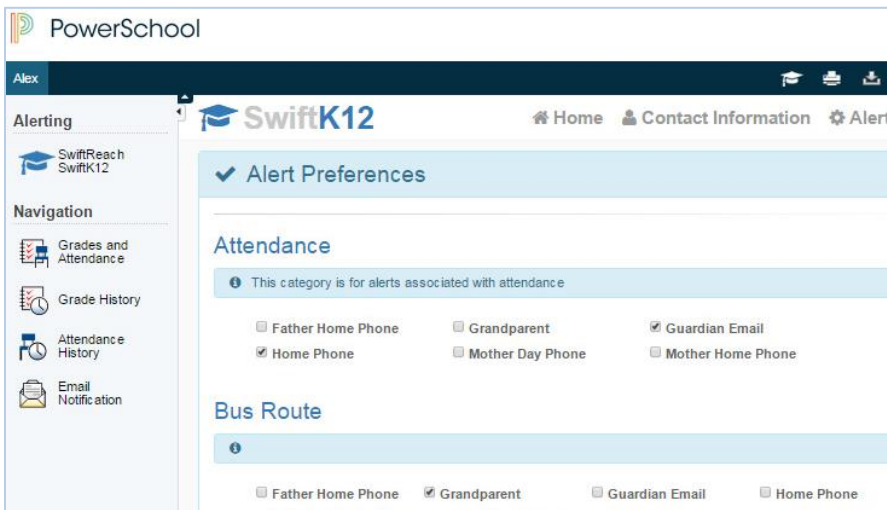 PowerSchool
Alex
Alerting
SwiftReach
SwiftK12
Navigation
Grades and
Attendance
Grade History
Attendance
History
Email
Notification
SwiftK12
Home Contact Information Alert
Alert Preferences
Attendance
This category is for alerts associated with attendance
Father Home Phone Grandparent Guardian Email
Home Phone Mother Day Phone Mother Home Phone
Bus Route
Father Home Phone Grandparent Guardian Email Home Phone